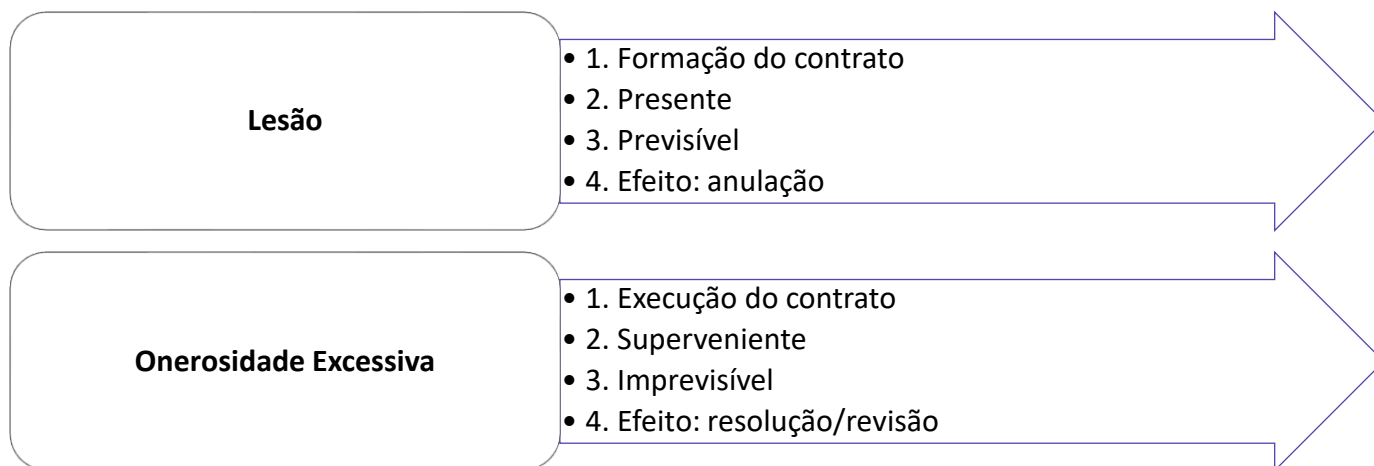 Lesão
• 1. Formação do contrato
• 2. Presente
• 3. Previsível
• 4. Efeito: anulação
Onerosidade Excessiva
• 1. Execução do contrato
• 2. Superveniente
• 3. Imprevisível
• 4. Efeito: resolução/revisão